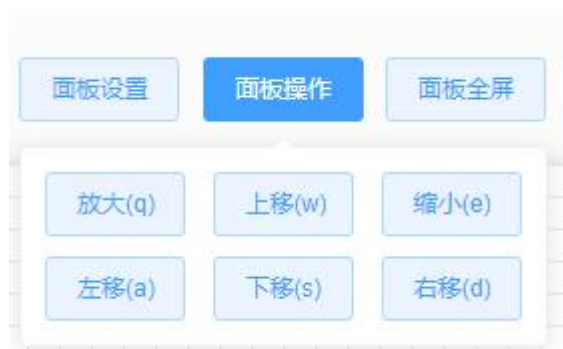 面板设置 面板操作 面板全屏
放大(q) 上移(w) 缩小(e)
左移(a) 下移(s) 右移(d)